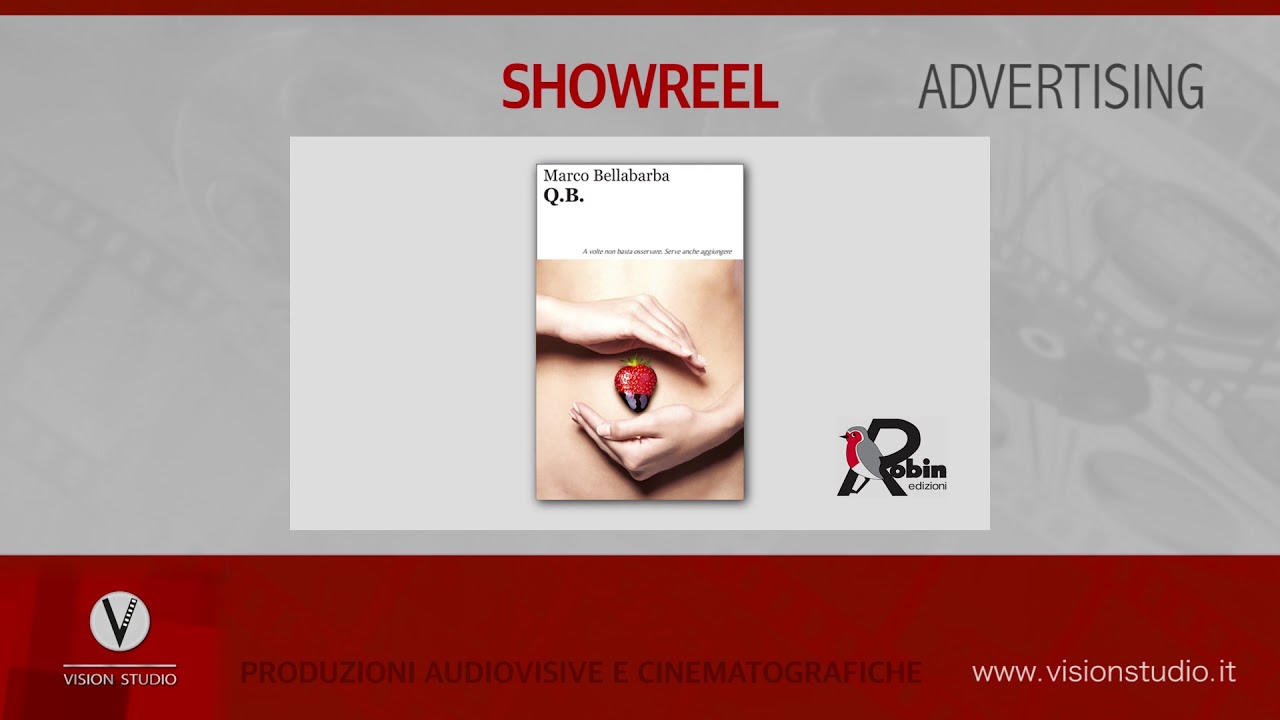 SHOWREEL
ADVERTISING
Marco Bellabarba
Q.B.
A volte non basta osservare. Serve anche aggiungere
Robin
edizioni
V
VISION STUDIO
PRODUZIONI AUDIOVISIVE E CINEMATOGRAFICHE
www.visionstudio.it